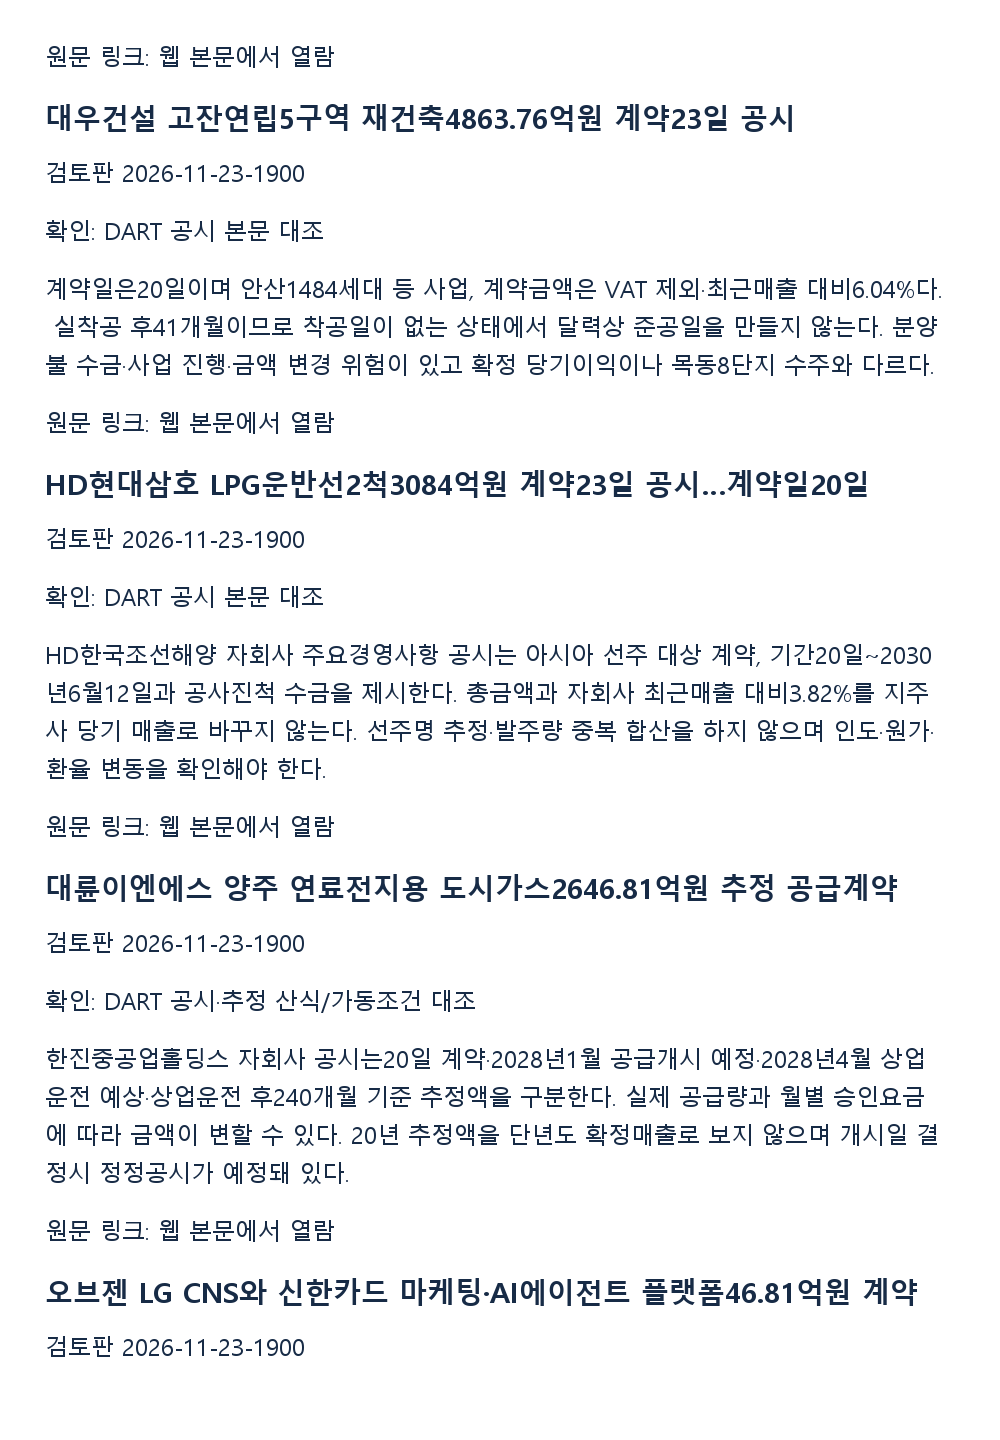 원문 링크: 웹 본문에서 열람
대우건설 고잔연립5구역 재건축4863.76억원 계약23일 공시
검토판 2026-11-23-1900
확인: DART 공시 본문 대조
계약일은20일이며 안산1484세대 등 사업, 계약금액은 VAT 제외·최근매출 대비6.04%다.
실착공 후41개월이므로 착공일이 없는 상태에서 달력상 준공일을 만들지 않는다. 분양
불 수금·사업 진행·금액 변경 위험이 있고 확정 당기이익이나 목동8단지 수주와 다르다.
원문 링크: 웹 본문에서 열람
HD현대삼호 LPG운반선2척3084억원 계약23일 공시…계약일20일
검토판 2026-11-23-1900
확인: DART 공시 본문 대조
HD한국조선해양 자회사 주요경영사항 공시는 아시아 선주 대상 계약, 기간20일~2030
년6월12일과 공사진척 수금을 제시한다. 총금액과 자회사 최근매출 대비3.82%를 지주
사 당기 매출로 바꾸지 않는다. 선주명 추정·발주량 중복 합산을 하지 않으며 인도·원가·
환율 변동을 확인해야 한다.
원문 링크: 웹 본문에서 열람
대륜이엔에스 양주 연료전지용 도시가스2646.81억원 추정 공급계약
검토판 2026-11-23-1900
확인: DART 공시·추정 산식/가동조건 대조
한진중공업홀딩스 자회사 공시는20일 계약·2028년1월 공급개시 예정·2028년4월 상업
운전 예상·상업운전 후240개월 기준 추정액을 구분한다. 실제 공급량과 월별 승인요금
에 따라 금액이 변할 수 있다. 20년 추정액을 단년도 확정매출로 보지 않으며 개시일 결
정시 정정공시가 예정돼 있다.
원문 링크: 웹 본문에서 열람
오브젠 LG CNS와 신한카드 마케팅·AI에이전트 플랫폼46.81억원 계약
검토판 2026-11-23-1900